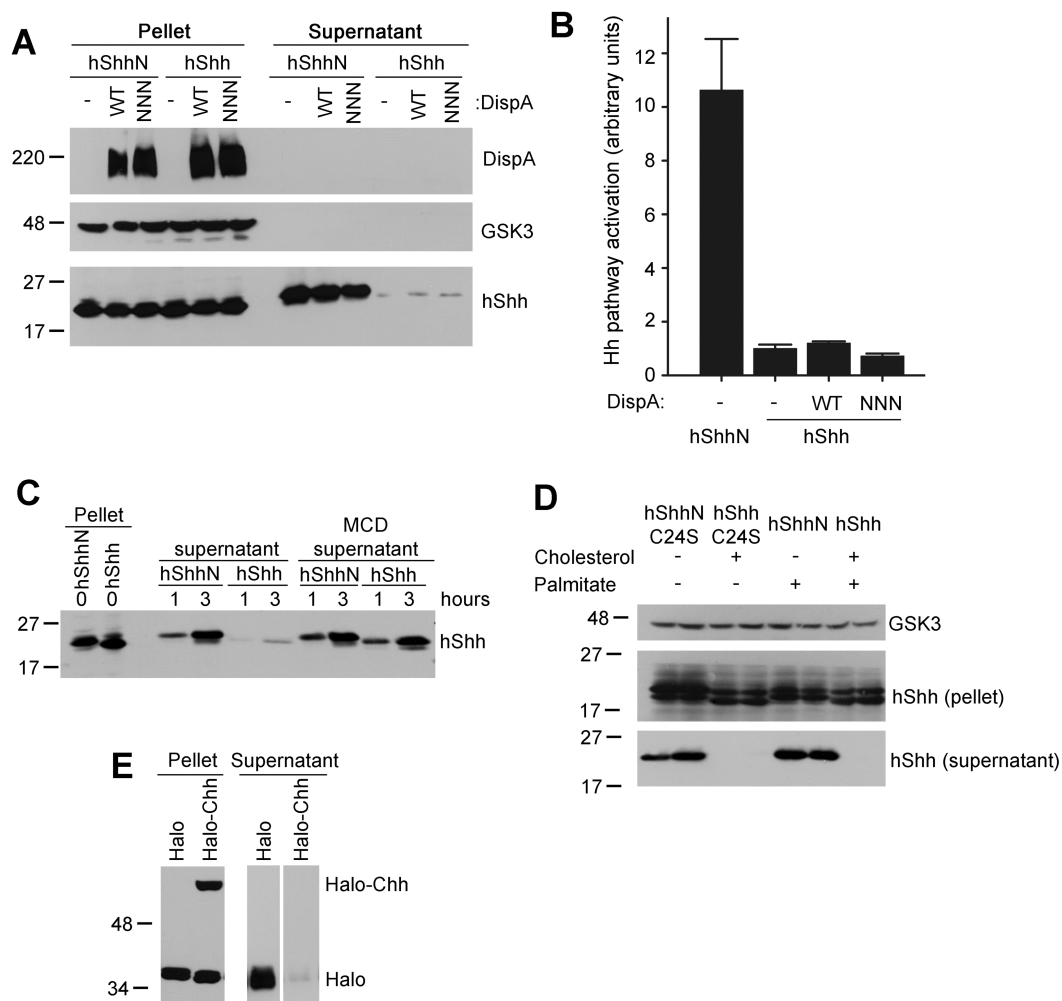 A
Pellet Supernatant
hShhN hShh hShhN hShh
- WT NNN - WT NNN - WT NNN - WT NNN :DispA
220 DispA
48 GSK3
27
hShh
17
B
Hh pathway activation (arbitrary units)
12
10
8
6
4
2
0
DispA: - - WT NNN
hShhN hShh
C
Pellet
MCD
supernatant supernatant
hShhN hShh hShhN hShh hShhN hShh
0 0 1 3 1 3 1 3 1 3 hours
27
hShh
17
D
hShhN hShh hShhN hShh
C24S C24S
Cholesterol - + - +
Palmitate - - + +
48 GSK3
27
hShh (pellet)
17
27
hShh (supernatant)
17
E
Pellet Supernatant
Halo Halo-Chh Halo Halo-Chh
Halo-Chh
48
Halo
34